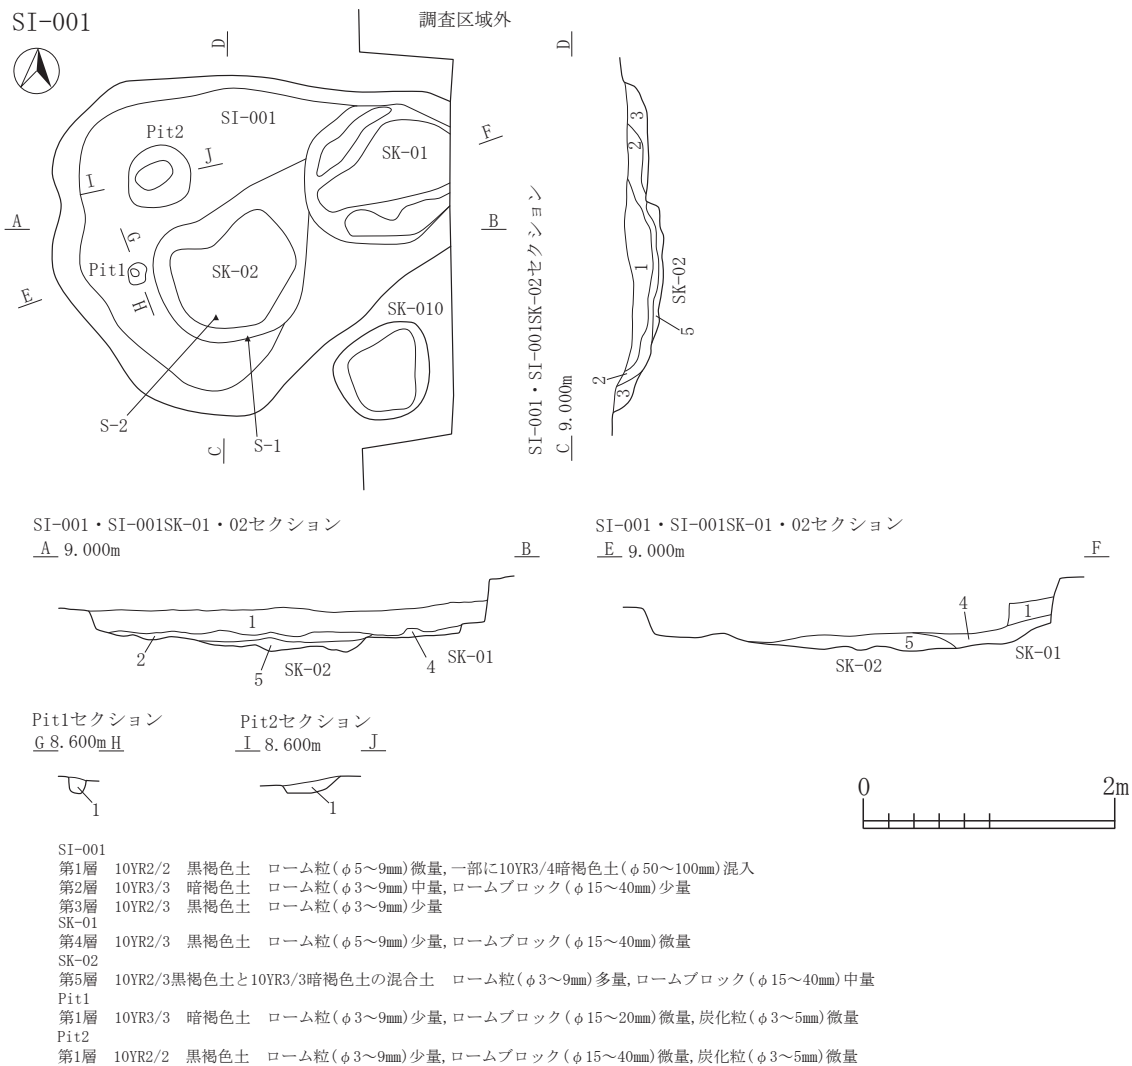 SI-001
調査区域外
D
D
SI-001
Pit2
J
I
F
SK-01
A
B
G
Pit1
SK-02
H
E
SK-010
S-2
S-1
C
3
2
1
SK-02
5
2
3
SI-001・SI-001SK-02セクション
C 9.000m
SI-001・SI-001SK-01・02セクション
A 9.000m
B
1
2
5
SK-02
4
SK-01
SI-001・SI-001SK-01・02セクション
E 9.000m
F
4
1
5
SK-02
SK-01
Pit1セクション
G 8.600m H
1
Pit2セクション
I 8.600m
J
1
0
2m
SI-001
第1層 10YR2/2 黒褐色土 ローム粒(φ5～9㎜)微量,一部に10YR3/4暗褐色土(φ50～100㎜)混入
第2層 10YR3/3 暗褐色土 ローム粒(φ3～9㎜)中量,ロームブロック(φ15～40㎜)少量
第3層 10YR2/3 黒褐色土 ローム粒(φ3～9㎜)少量
SK-01
第4層 10YR2/3 黒褐色土 ローム粒(φ5～9㎜)少量,ロームブロック(φ15～40㎜)微量
SK-02
第5層 10YR2/3黒褐色土と10YR3/3暗褐色土の混合土 ローム粒(φ3～9㎜)多量,ロームブロック(φ15～40㎜)中量
Pit1
第1層 10YR3/3 暗褐色土 ローム粒(φ3～9㎜)少量,ロームブロック(φ15～20㎜)微量,炭化粒(φ3～5㎜)微量
Pit2
第1層 10YR2/2 黒褐色土 ローム粒(φ3～9㎜)少量,ロームブロック(φ15～40㎜)微量,炭化粒(φ3～5㎜)微量